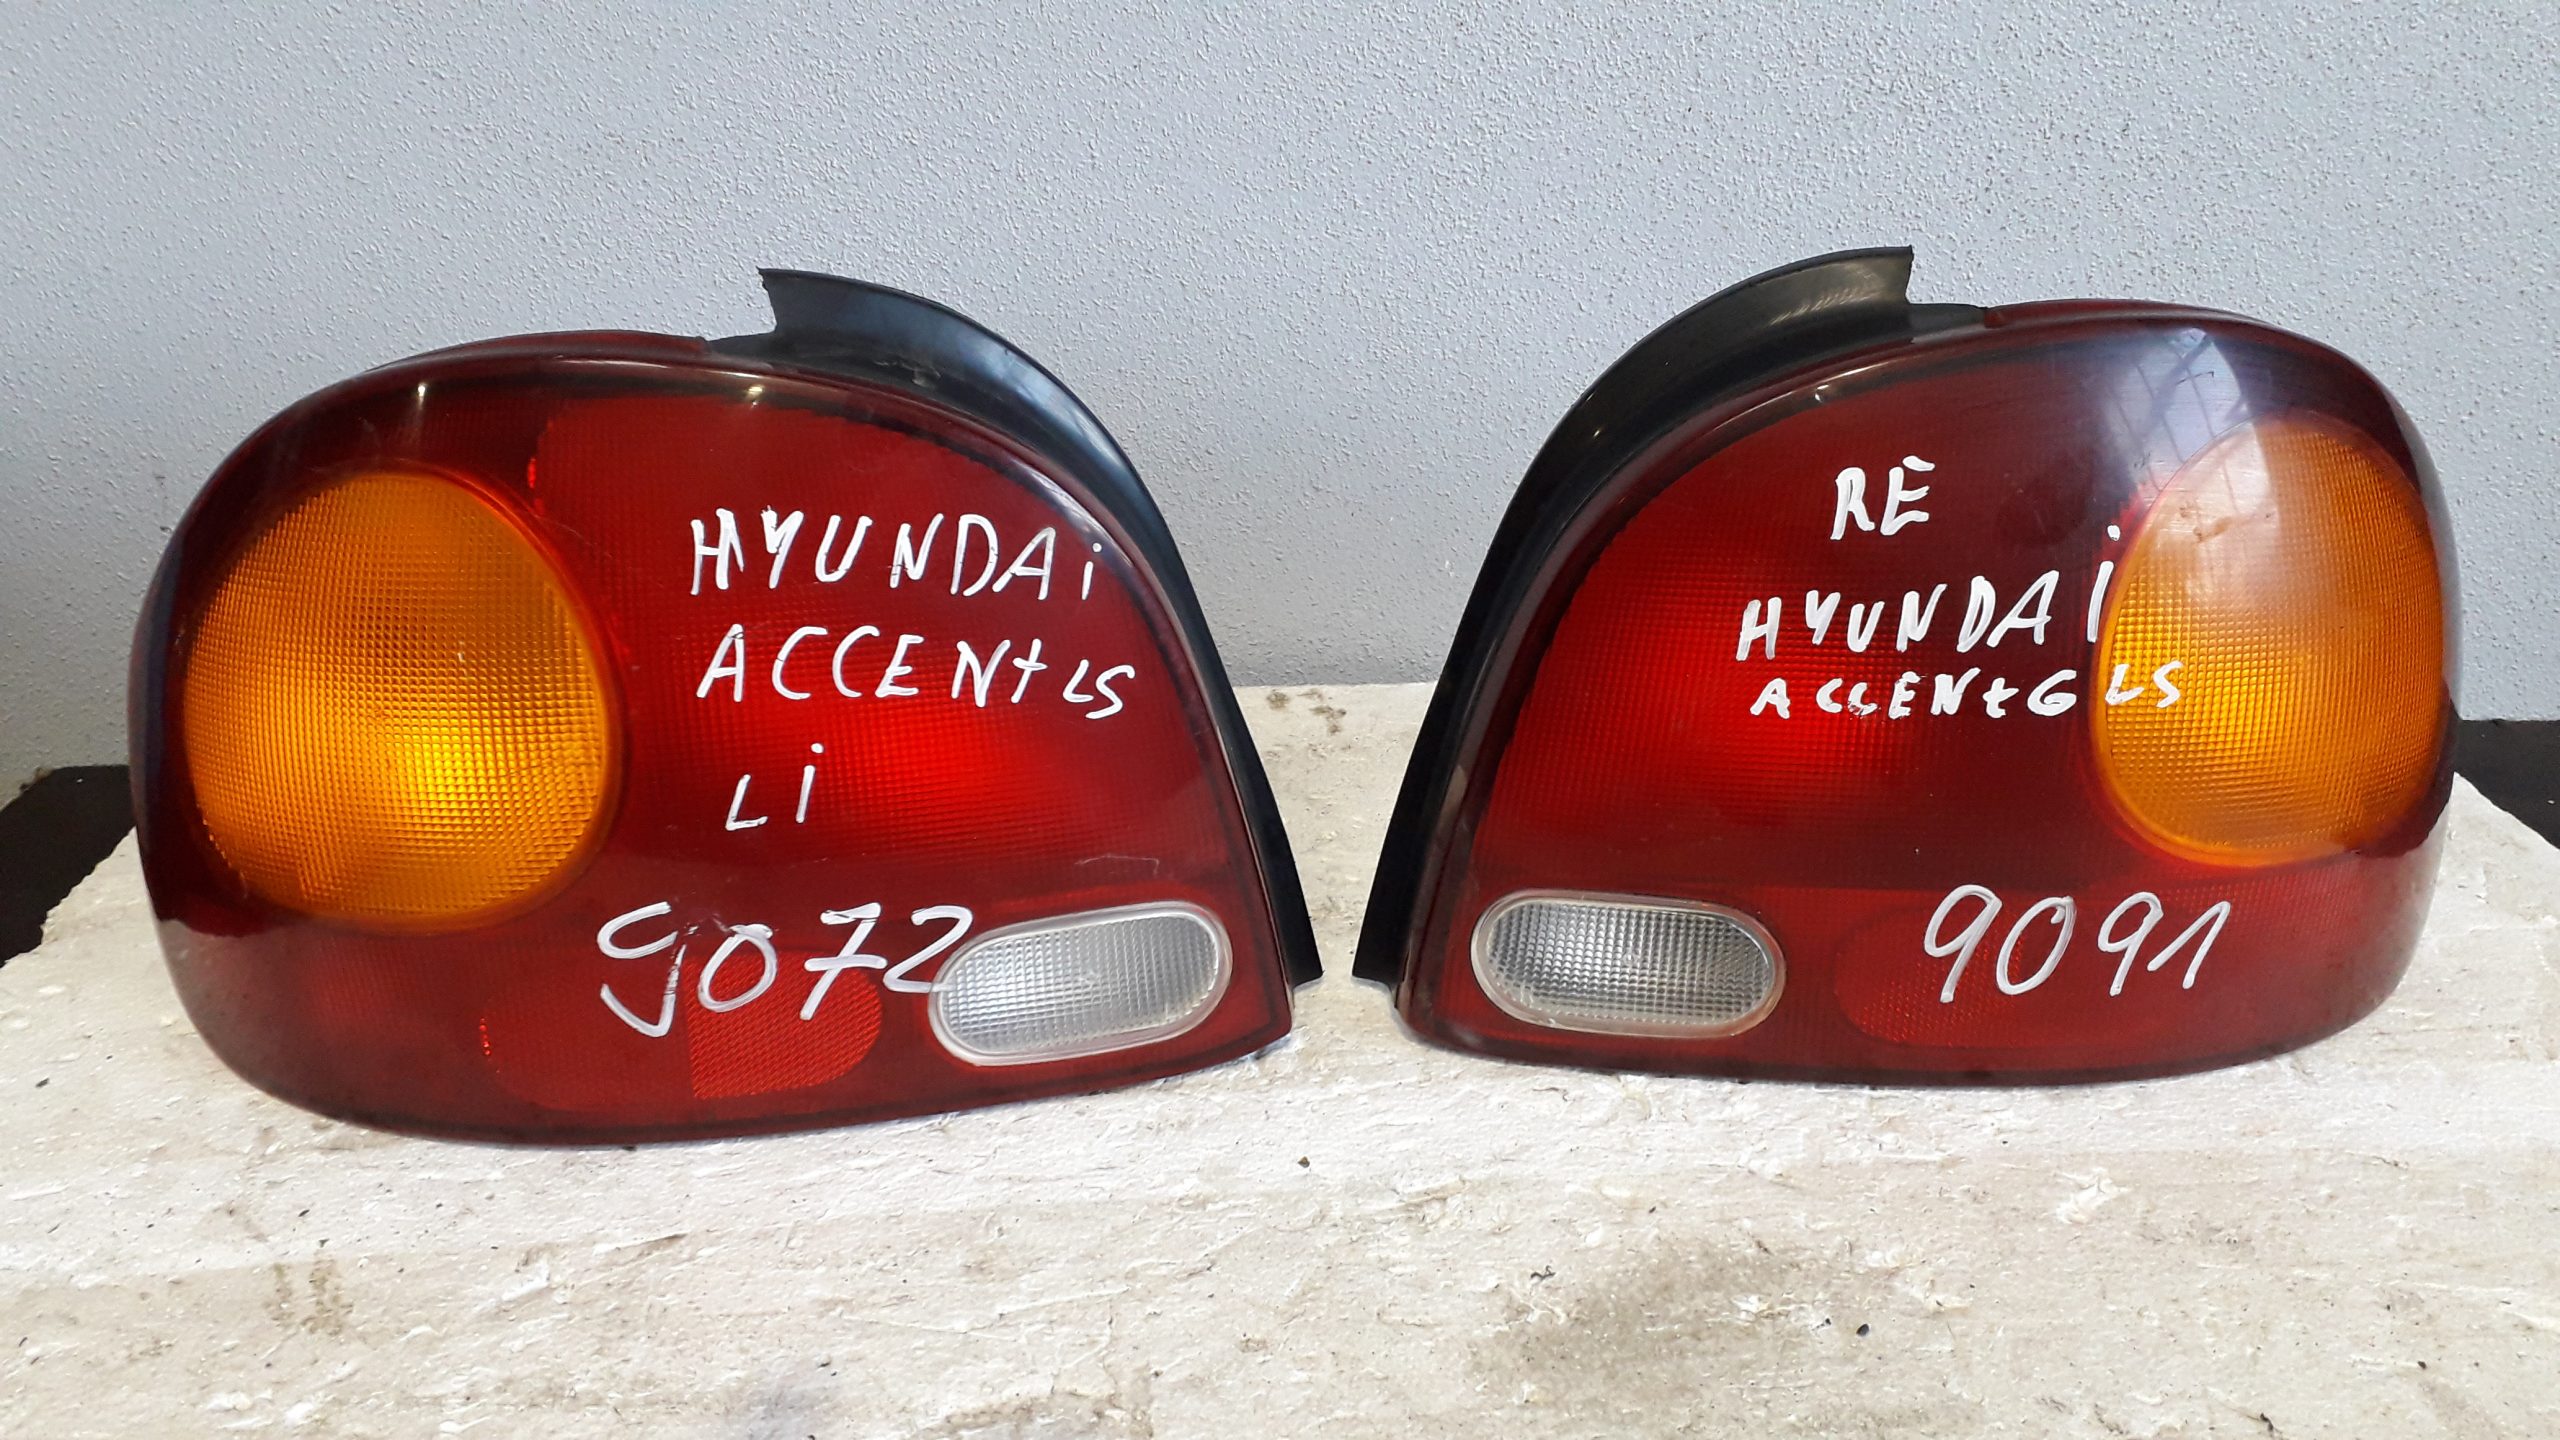 HYUNDAi
ACCENt LS
Li
9072
RE
HYUNDAi
ACCENt GLS
9091